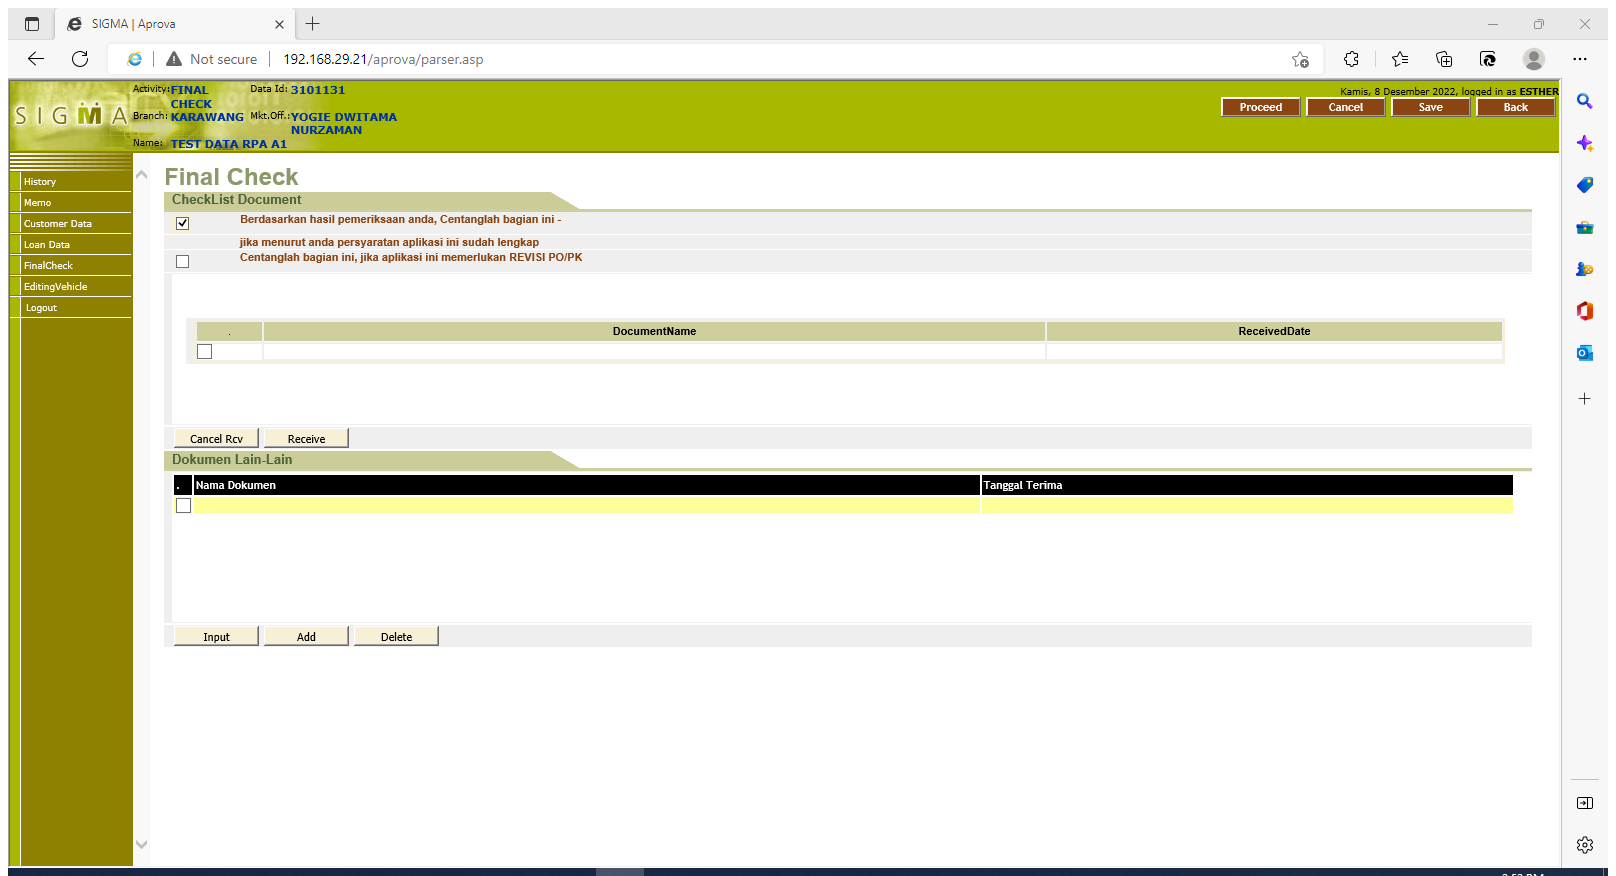 SIGMA | Aprova
Not secure
192.168.29.21/aprova/parser.asp
SIGMA
Activity: FINAL CHECK Data Id: 3101131
Branch: KARAWANG Mkt.Off.: YOGIE DWITAMA NURZAMAN
Name: TEST DATA RPA A1
Kamis, 8 Desember 2022, logged in as ESTHER
Proceed Cancel Save Back
History
Memo
Customer Data
Loan Data
FinalCheck
EditingVehicle
Logout
Final Check
CheckList Document
Berdasarkan hasil pemeriksaan anda, Centanglah bagian ini -
jika menurut anda persyaratan aplikasi ini sudah lengkap
Centanglah bagian ini, jika aplikasi ini memerlukan REVISI PO/PK
. DocumentName ReceivedDate
Cancel Rcv Receive
Dokumen Lain-Lain
. Nama Dokumen Tanggal Terima
Input Add Delete